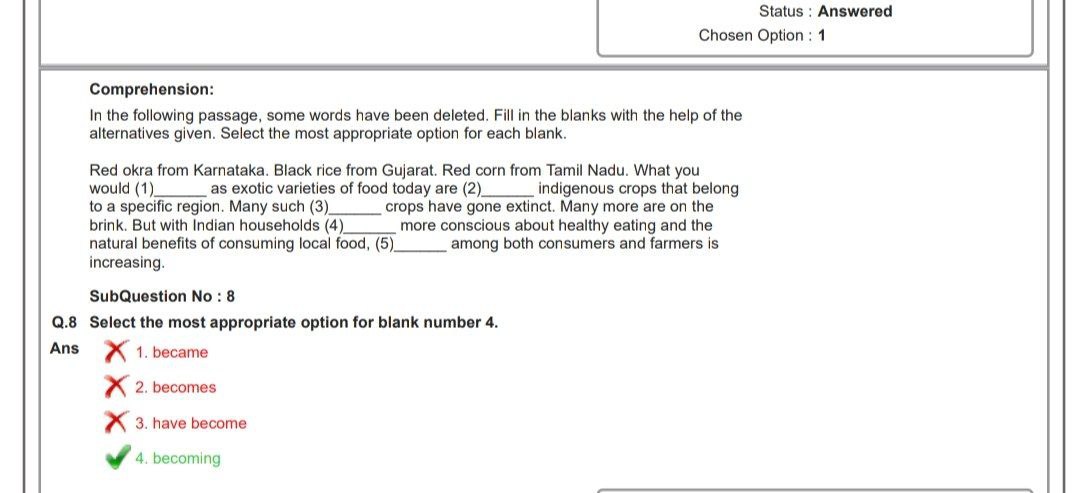 Status : Answered
Chosen Option : 1
Comprehension:
In the following passage, some words have been deleted. Fill in the blanks with the help of the
alternatives given. Select the most appropriate option for each blank.
Red okra from Karnataka. Black rice from Gujarat. Red corn from Tamil Nadu. What you
would (1)______ as exotic varieties of food today are (2)______ indigenous crops that belong
to a specific region. Many such (3)______ crops have gone extinct. Many more are on the
brink. But with Indian households (4)______ more conscious about healthy eating and the
natural benefits of consuming local food, (5)______ among both consumers and farmers is
increasing.
SubQuestion No : 8
Q.8 Select the most appropriate option for blank number 4.
Ans 1. became
2. becomes
3. have become
4. becoming